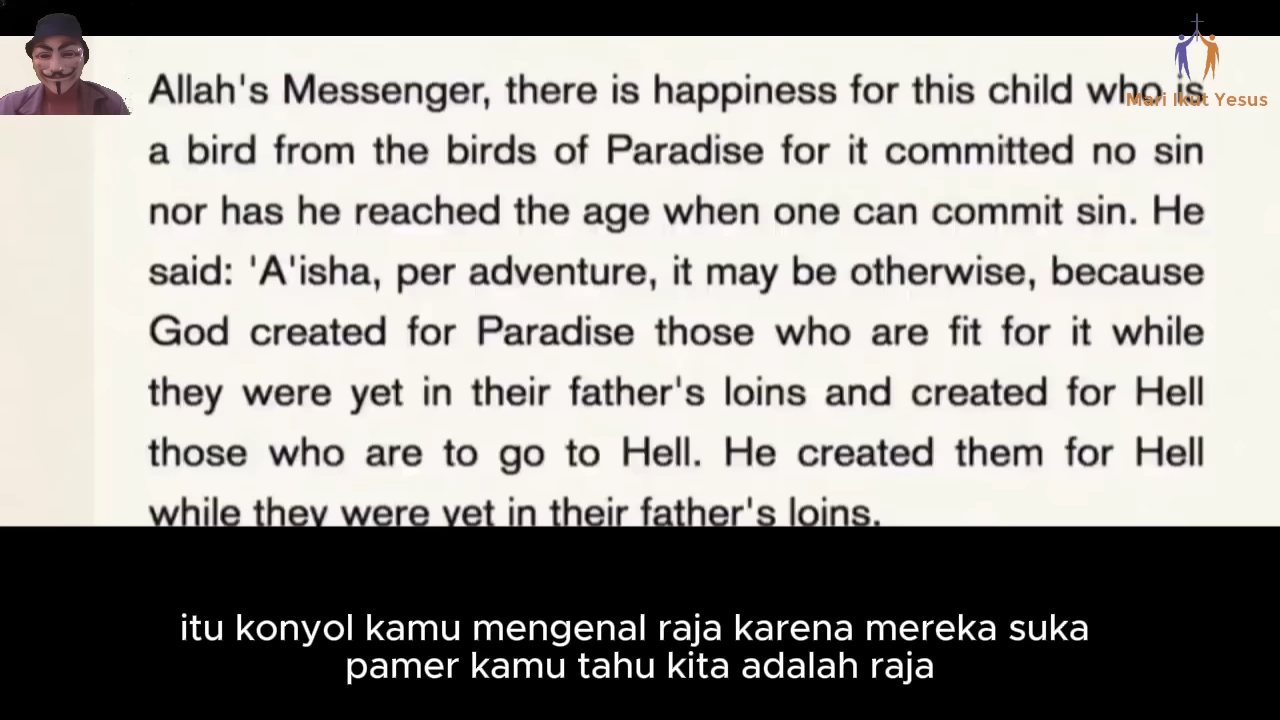 Allah's Messenger, there is happiness for this child who is
a bird from the birds of Paradise for it committed no sin
nor has he reached the age when one can commit sin. He
said: 'A'isha, per adventure, it may be otherwise, because
God created for Paradise those who are fit for it while
they were yet in their father's loins and created for Hell
those who are to go to Hell. He created them for Hell
while they were yet in their father's loins.
Mari Ikut Yesus
itu konyol kamu mengenal raja karena mereka suka
pamer kamu tahu kita adalah raja